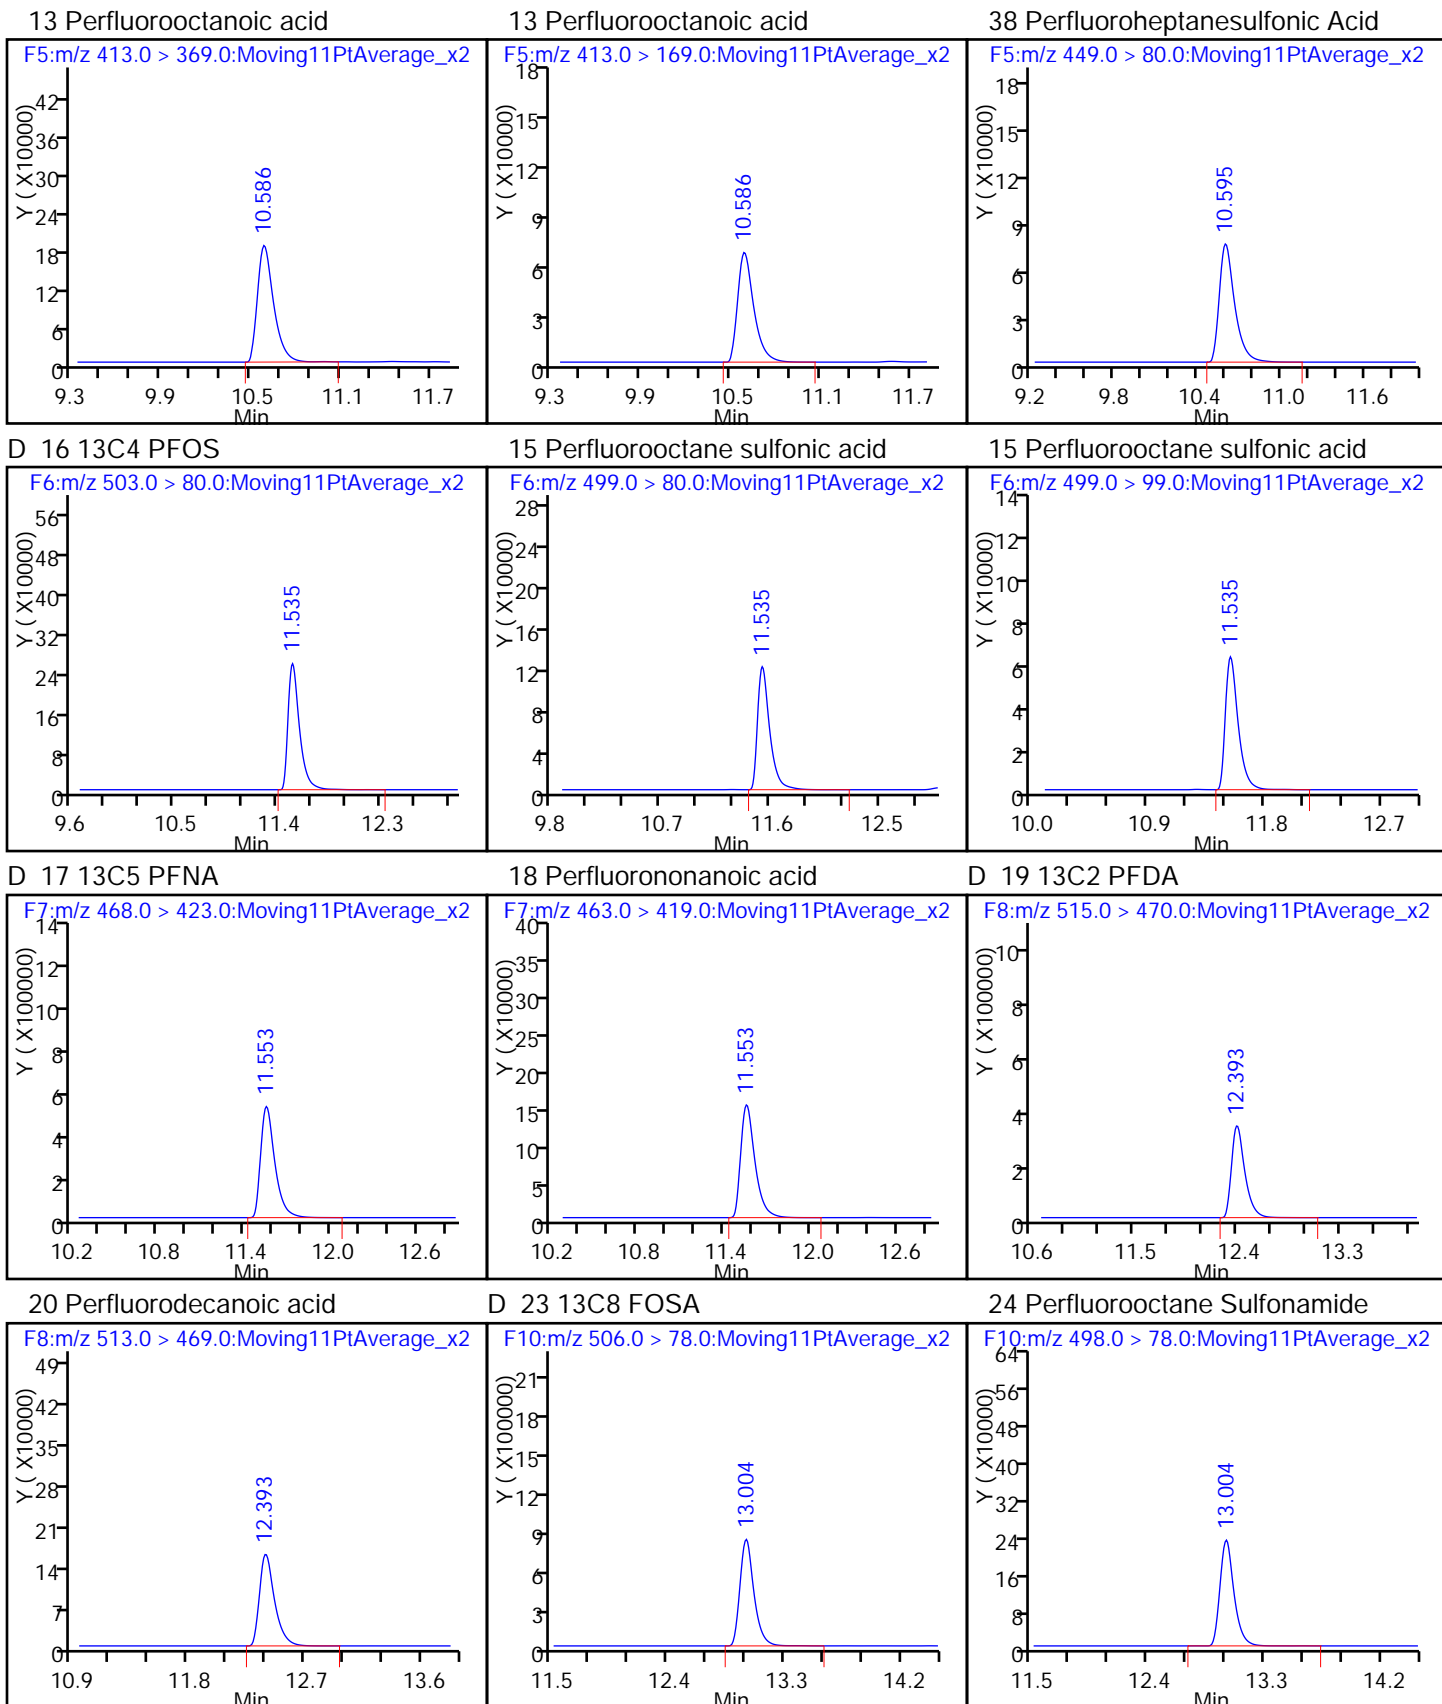 13 Perfluorooctanoic acid
F5:m/z 413.0 > 369.0:Moving11PtAverage_x2
Y ( X10000)
42
36
30
24
18
12
6
0
10.586
9.3 9.9 10.5 11.1 11.7
Min
13 Perfluorooctanoic acid
F5:m/z 413.0 > 169.0:Moving11PtAverage_x2
Y ( X10000)
18
15
12
9
6
3
0
10.586
9.3 9.9 10.5 11.1 11.7
Min
38 Perfluoroheptanesulfonic Acid
F5:m/z 449.0 > 80.0:Moving11PtAverage_x2
Y ( X10000)
18
15
12
9
6
3
0
10.595
9.2 9.8 10.4 11.0 11.6
Min
D 16 13C4 PFOS
F6:m/z 503.0 > 80.0:Moving11PtAverage_x2
Y ( X10000)
56
48
40
32
24
16
8
0
11.535
9.6 10.5 11.4 12.3
Min
15 Perfluorooctane sulfonic acid
F6:m/z 499.0 > 80.0:Moving11PtAverage_x2
Y ( X10000)
28
24
20
16
12
8
4
0
11.535
9.8 10.7 11.6 12.5
Min
15 Perfluorooctane sulfonic acid
F6:m/z 499.0 > 99.0:Moving11PtAverage_x2
Y ( X10000)
14
12
10
8
6
4
2
0
11.535
10.0 10.9 11.8 12.7
Min
D 17 13C5 PFNA
F7:m/z 468.0 > 423.0:Moving11PtAverage_x2
Y ( X100000)
14
12
10
8
6
4
2
0
11.553
10.2 10.8 11.4 12.0 12.6
Min
18 Perfluorononanoic acid
F7:m/z 463.0 > 419.0:Moving11PtAverage_x2
Y ( X10000)
40
35
30
25
20
15
10
5
0
11.553
10.2 10.8 11.4 12.0 12.6
Min
D 19 13C2 PFDA
F8:m/z 515.0 > 470.0:Moving11PtAverage_x2
Y ( X100000)
10
8
6
4
2
0
12.393
10.6 11.5 12.4 13.3
Min
20 Perfluorodecanoic acid
F8:m/z 513.0 > 469.0:Moving11PtAverage_x2
Y ( X10000)
49
42
35
28
21
14
7
0
12.393
10.9 11.8 12.7 13.6
Min
D 23 13C8 FOSA
F10:m/z 506.0 > 78.0:Moving11PtAverage_x2
Y ( X100000)
21
18
15
12
9
6
3
0
13.004
11.5 12.4 13.3 14.2
Min
24 Perfluorooctane Sulfonamide
F10:m/z 498.0 > 78.0:Moving11PtAverage_x2
Y ( X10000)
64
56
48
40
32
24
16
8
0
13.004
11.5 12.4 13.3 14.2
Min